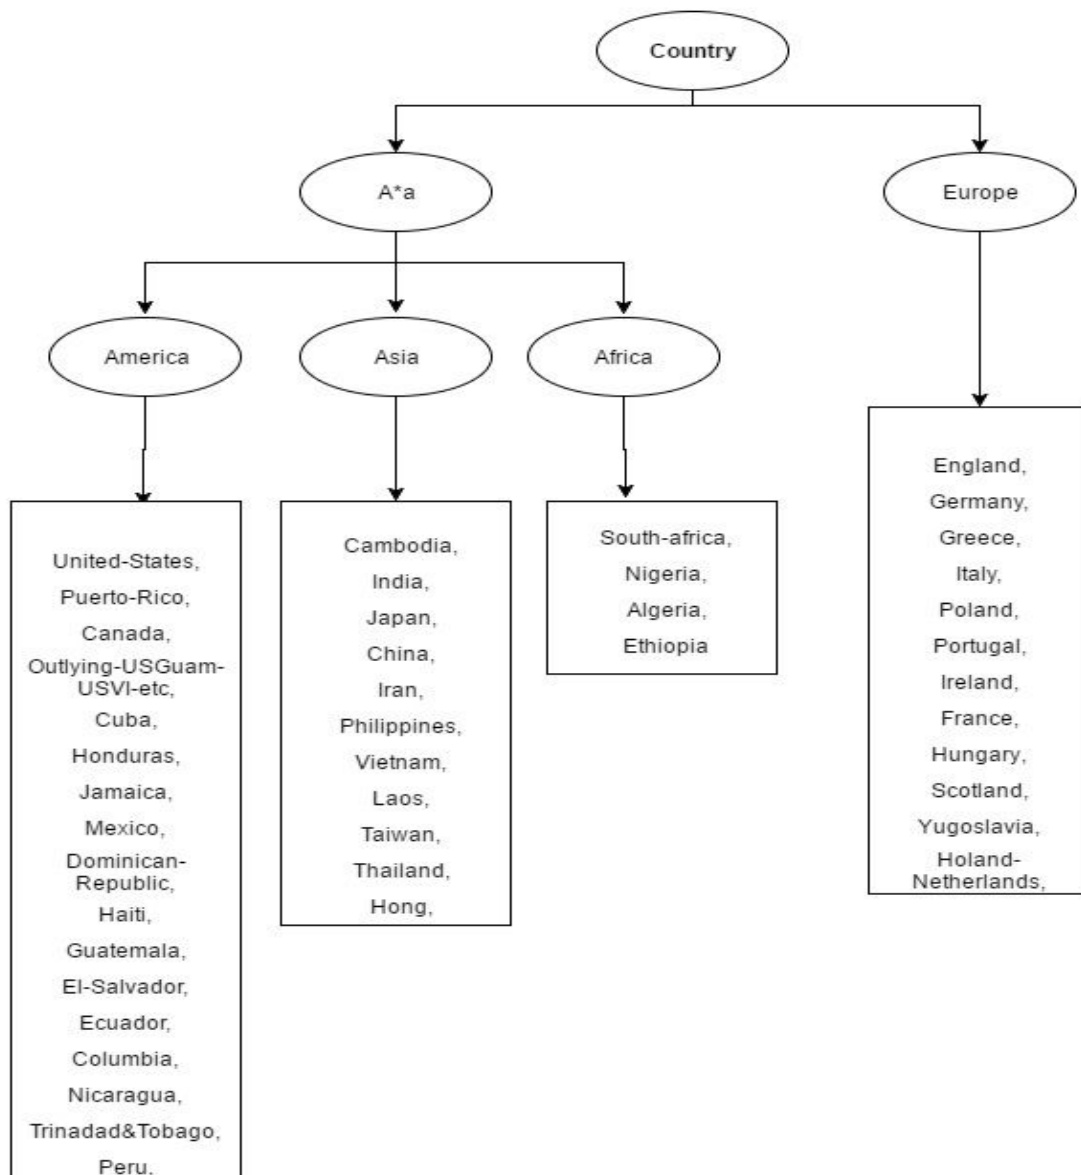 Country
A*a
Europe
America
Asia
Africa
United-States,
Puerto-Rico,
Canada,
Outlying-USGuam-
USVI-etc,
Cuba,
Honduras,
Jamaica,
Mexico,
Dominican-
Republic,
Haiti,
Guatemala,
El-Salvador,
Ecuador,
Columbia,
Nicaragua,
Trinadad&Tobago,
Peru,
Cambodia,
India,
Japan,
China,
Iran,
Philippines,
Vietnam,
Laos,
Taiwan,
Thailand,
Hong,
South-africa,
Nigeria,
Algeria,
Ethiopia
England,
Germany,
Greece,
Italy,
Poland,
Portugal,
Ireland,
France,
Hungary,
Scotland,
Yugoslavia,
Holand-
Netherlands,